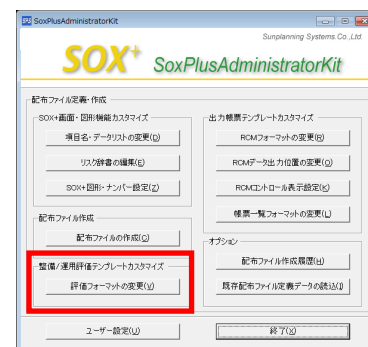 SoxPlusAdministratorKit
Sunplanning Systems.Co.,Ltd.
SOX+ SoxPlusAdministratorKit
配布ファイル定義・作成
SOX+画面・図形機能カスタマイズ
項目名・データリストの変更(D)
リスク辞書の編集(E)
SOX+図形・ナンバー設定(Z)
配布ファイル作成
配布ファイルの作成(C)
整備/運用評価テンプレートカスタマイズ
評価フォーマットの変更(V)
出力帳票テンプレートカスタマイズ
RCMフォーマットの変更(R)
RCMデータ出力位置の変更(O)
RCMコントロール表示設定(K)
帳票一覧フォーマットの変更(L)
オプション
配布ファイル作成履歴(H)
既存配布ファイル定義データの読込(I)
ユーザー設定(U)
終了(X)